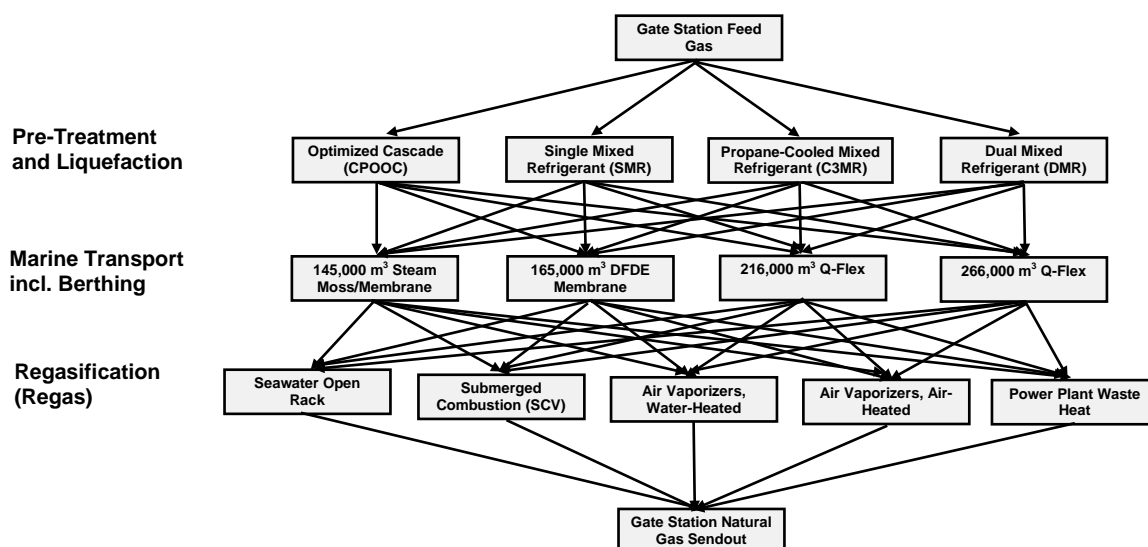 Gate Station Feed
Gas
Pre-Treatment
and Liquefaction
Optimized Cascade
(CPOOC)
Single Mixed
Refrigerant (SMR)
Propane-Cooled Mixed
Refrigerant (C3MR)
Dual Mixed
Refrigerant (DMR)
Marine Transport
incl. Berthing
145,000 m³ Steam
Moss/Membrane
165,000 m³ DFDE
Membrane
216,000 m³ Q-Flex
266,000 m³ Q-Flex
Regasification
(Regas)
Seawater Open
Rack
Submerged
Combustion (SCV)
Air Vaporizers,
Water-Heated
Air Vaporizers, Air-
Heated
Power Plant Waste
Heat
Gate Station Natural
Gas Sendout